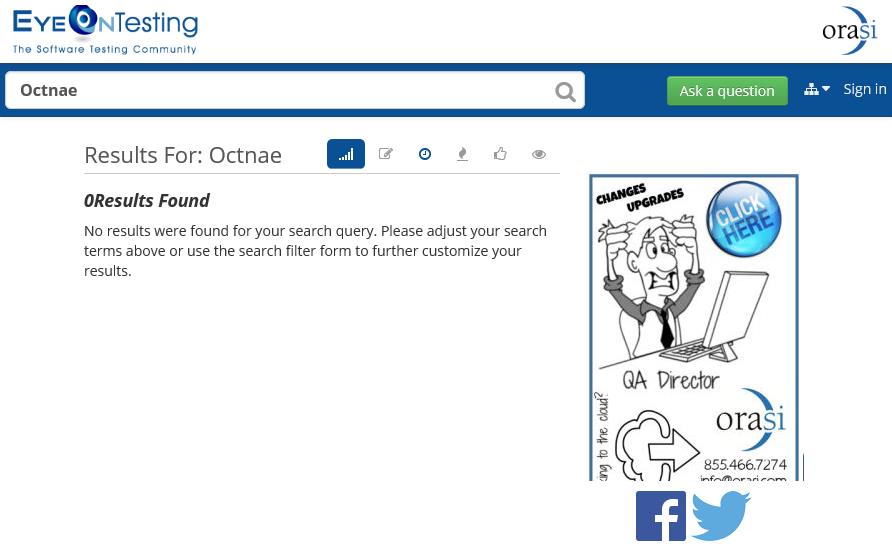 EYEONTESTING
The Software Testing Community
orasi
Octnae
Ask a question
Sign in
Results For: Octnae
0Results Found
No results were found for your search query. Please adjust your search
terms above or use the search filter form to further customize your
results.
CHANGES
UPGRADES
CLICK
HERE
QA Director
king to the cloud?
orasi
855.466.7274
info@orasi.com